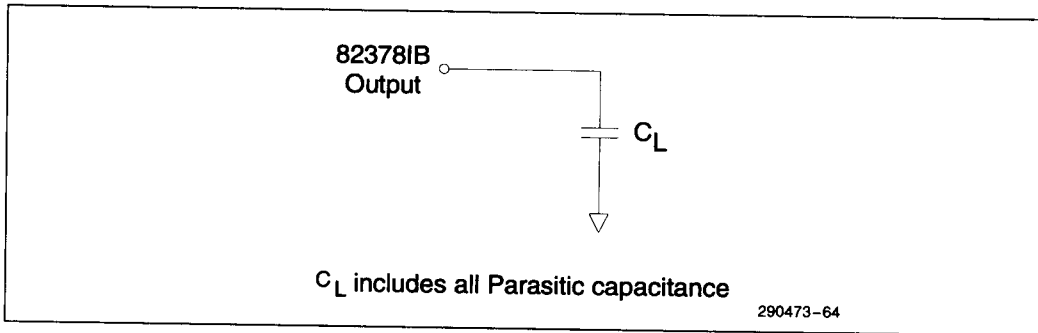 82378IB
Output
CL
CL includes all Parasitic capacitance
290473-64